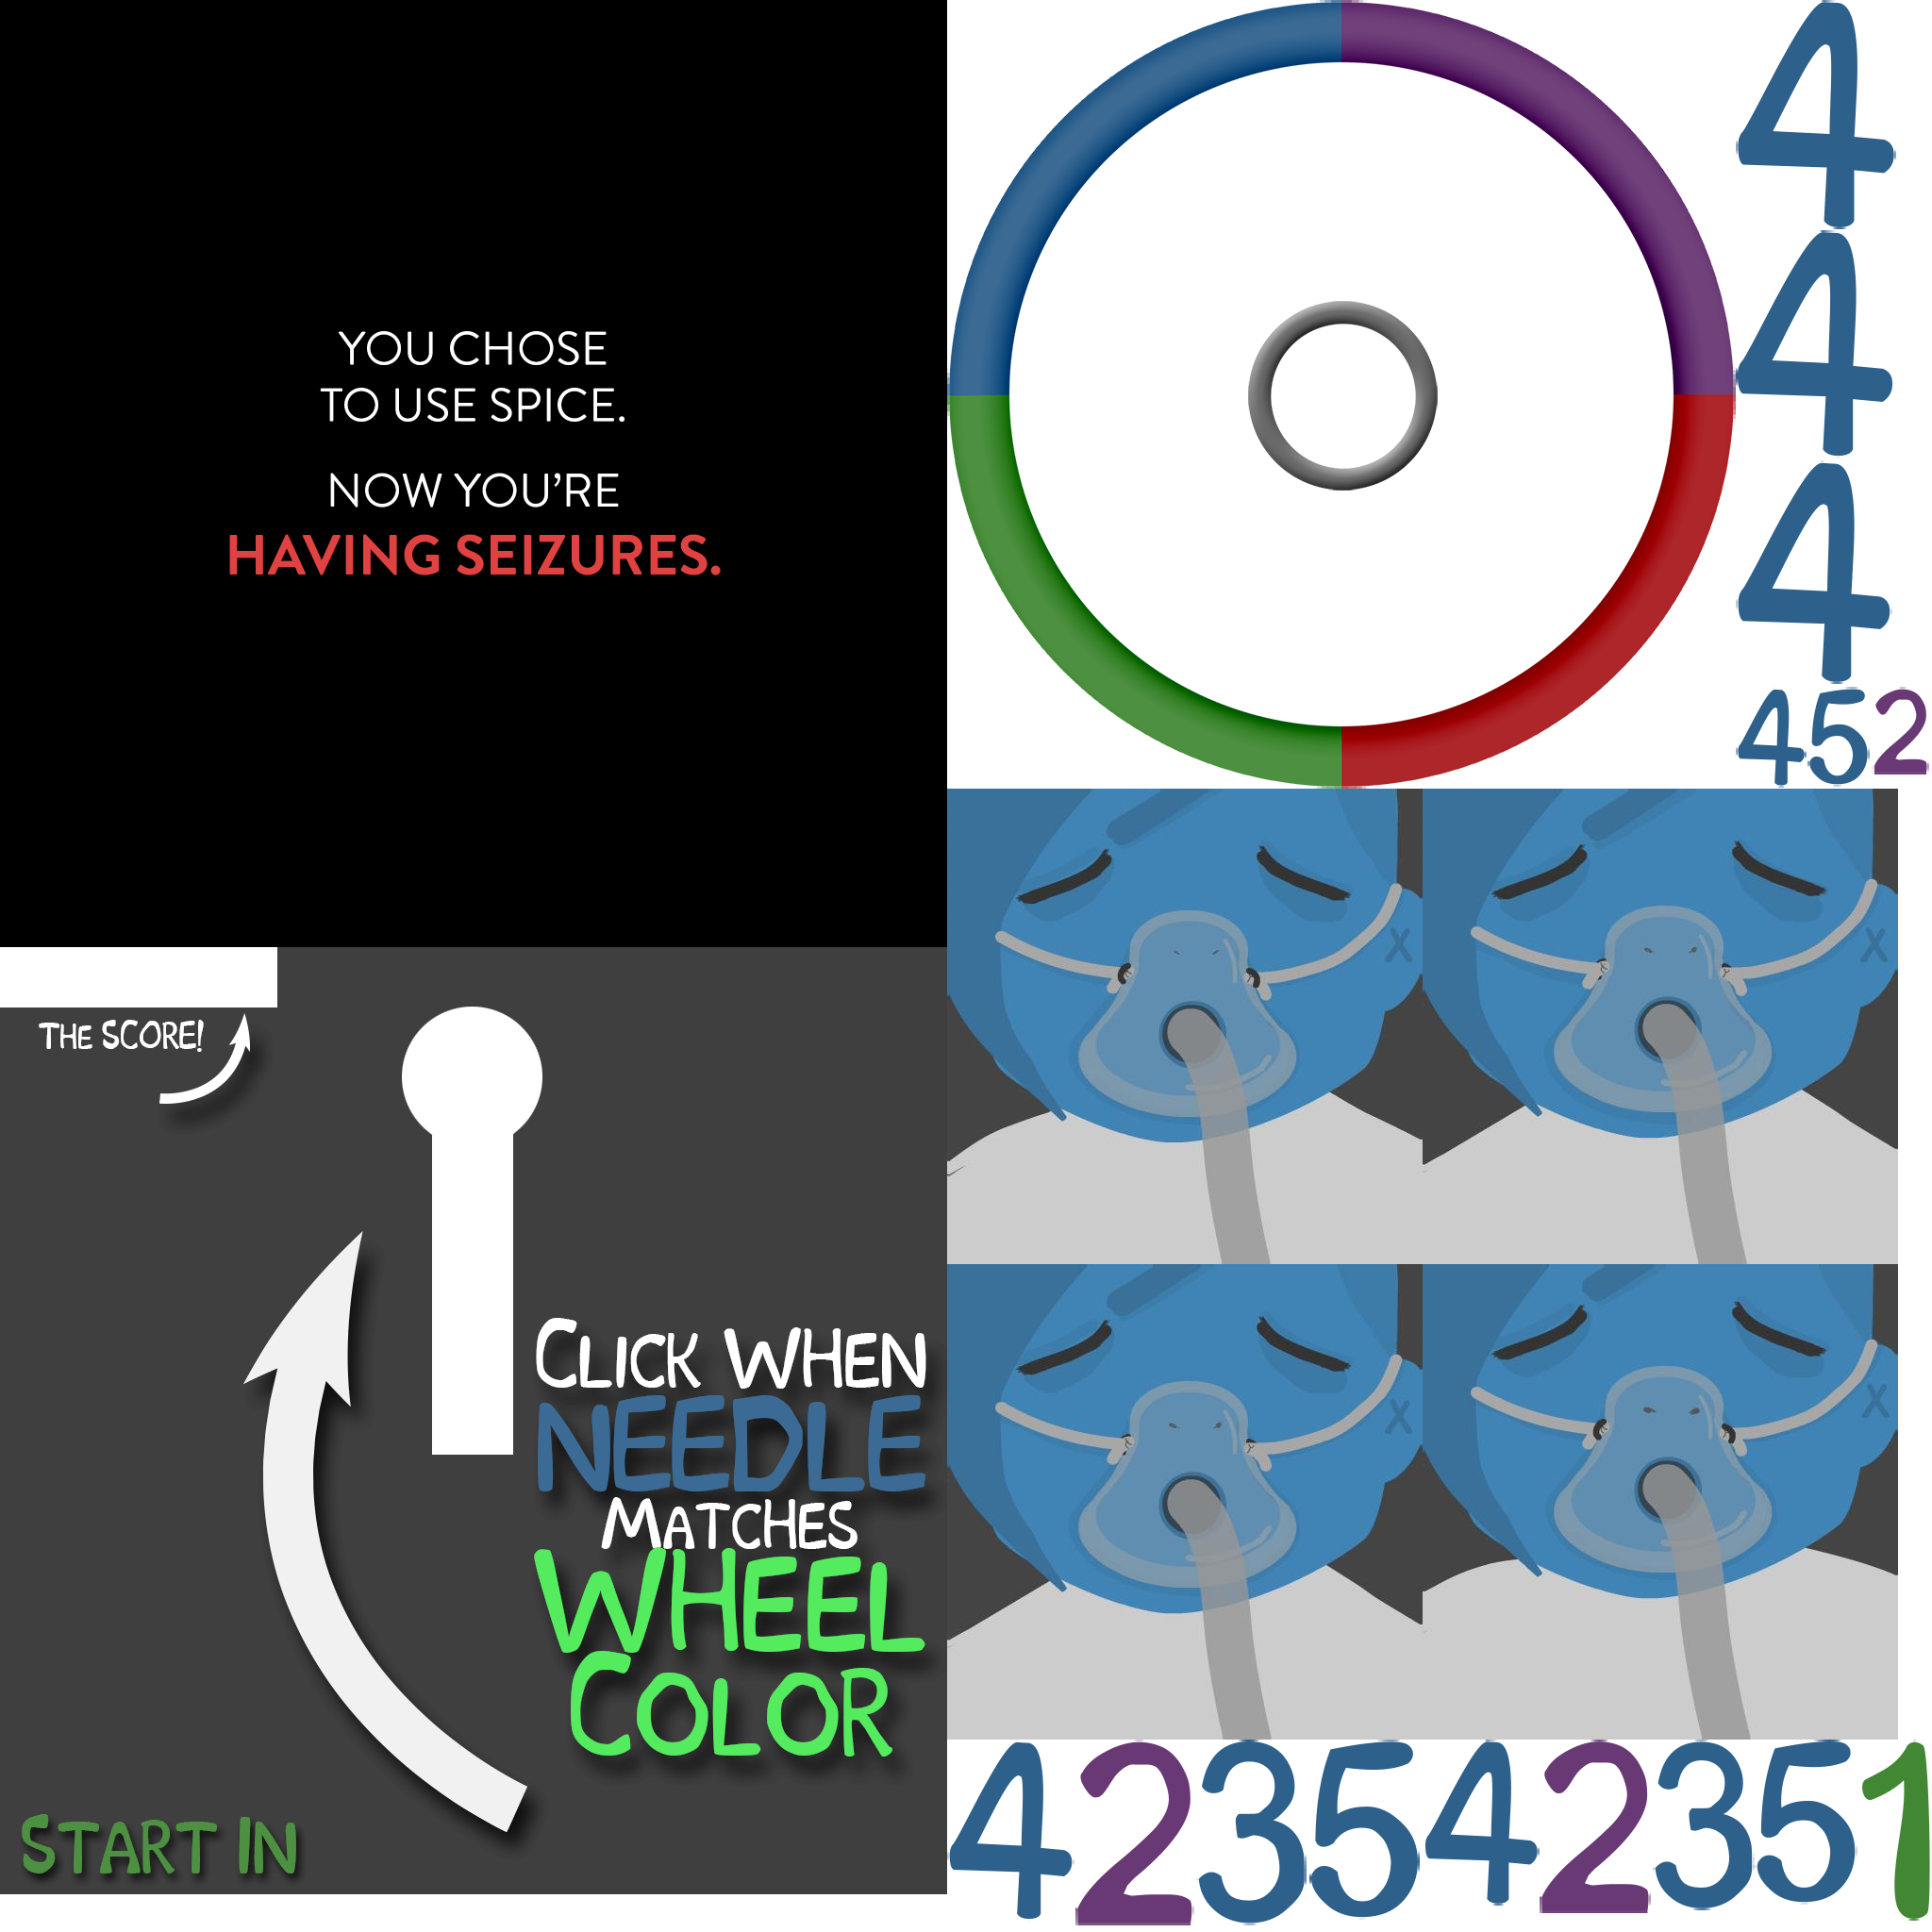 YOU CHOSE
TO USE SPICE.
NOW YOU'RE
HAVING SEIZURES.
4
4
4
452
THE SCORE!
CLICK WHEN
NEEDLE
MATCHES
WHEEL
COLOR
START IN
X
X
X
X
423542351